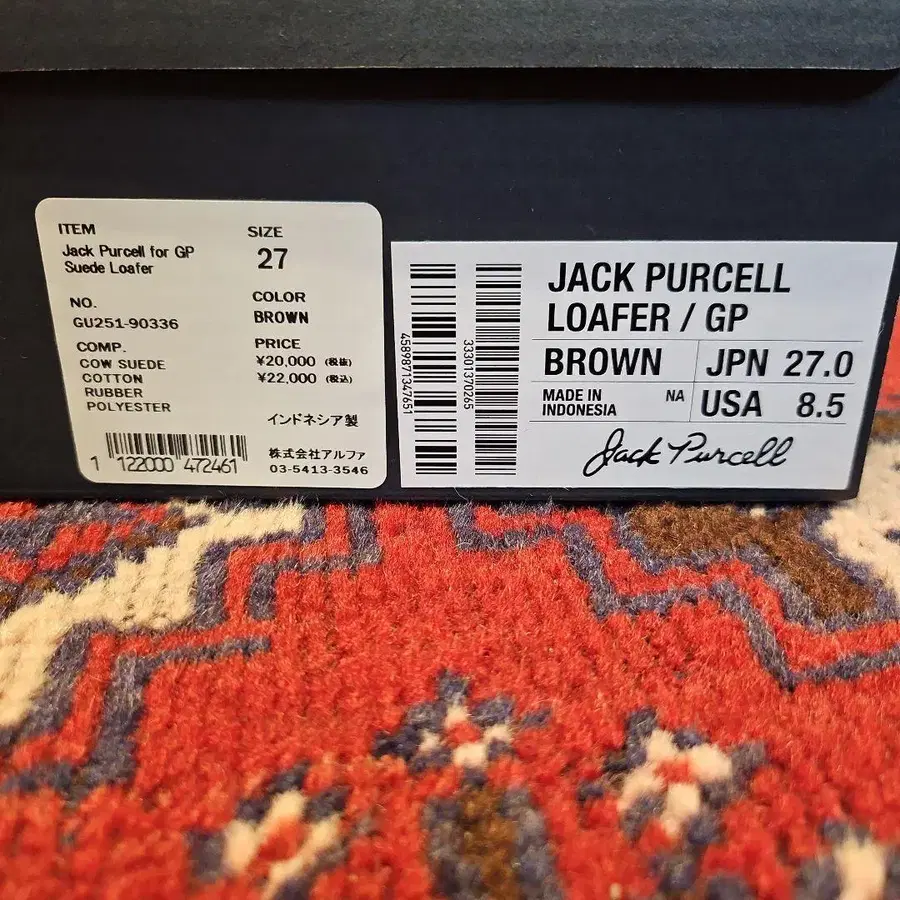 ITEM
Jack Purcell for GP
Suede Loafer
SIZE
27
NO.
GU251-90336
COLOR
BROWN
COMP.
COW SUEDE
COTTON
RUBBER
POLYESTER
PRICE
¥20,000 (税抜)
¥22,000 (税込)
インドネシア製
1 122000 472461
株式会社アルファ
03-5413-3546
4589871347651
33301370265
JACK PURCELL
LOAFER / GP
BROWN
JPN 27.0
MADE IN
INDONESIA
NA
USA 8.5
Jack Purcell